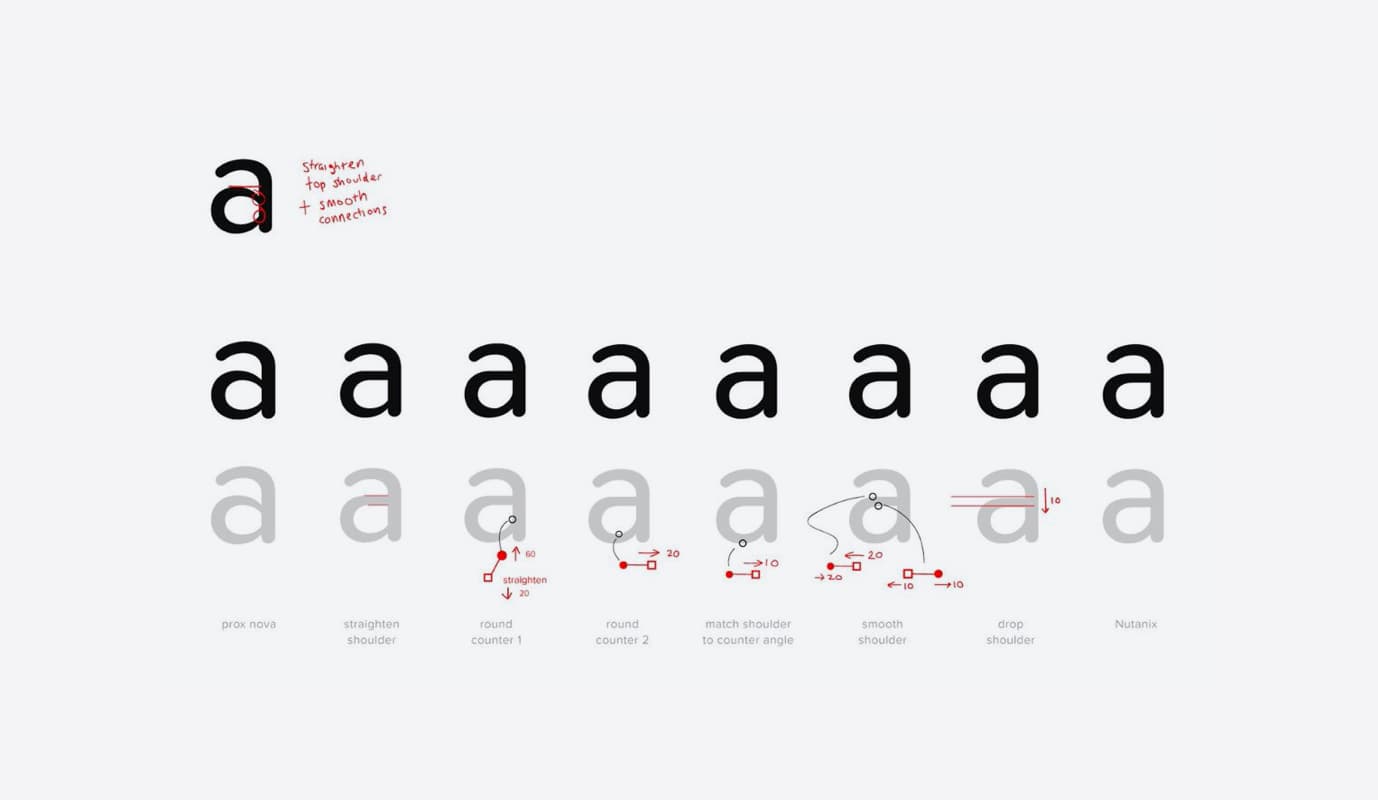 a
straighten
top shoulder
+ smooth
connections
a a a a a a a a
a a a a a a a a
10
60
20
straighten
20
10
20
20
10
10
prox nova
straighten
shoulder
round
counter 1
round
counter 2
match shoulder
to counter angle
smooth
shoulder
drop
shoulder
Nutanix